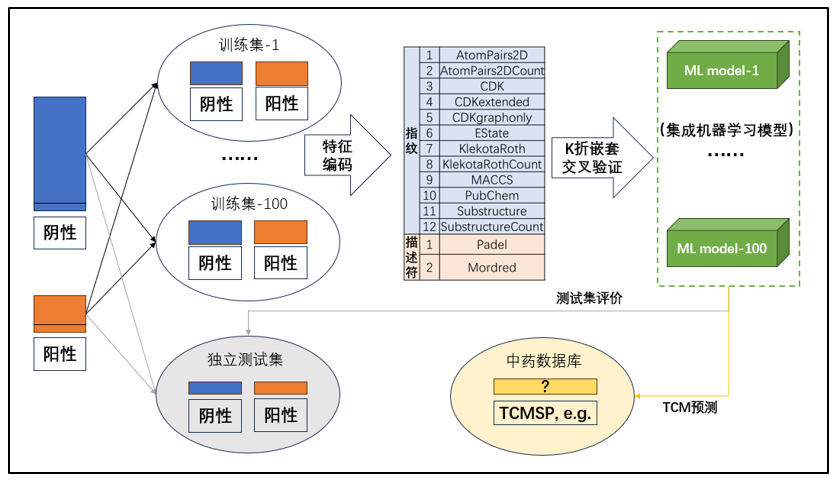 阴性
阳性
训练集-1
阴性 阳性
……
训练集-100
阴性 阳性
独立测试集
阴性 阳性
特征
编码
指纹
1 AtomPairs2D
2 AtomPairs2DCount
3 CDK
4 CDKextended
5 CDKgraphonly
6 EState
7 KlekotaRoth
8 KlekotaRothCount
9 MACCS
10 PubChem
11 Substructure
12 SubstructureCount
描述符
1 Padel
2 Mordred
K折嵌套
交叉验证
ML model-1
(集成机器学习模型)
……
ML model-100
测试集评价
TCM预测
中药数据库
?
TCMSP, e.g.